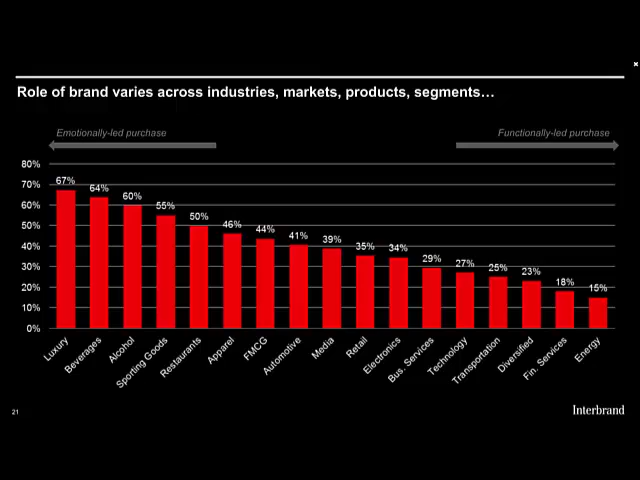 Role of brand varies across industries, markets, products, segments…
Emotionally-led purchase
Functionally-led purchase
80%
70%
60%
50%
40%
30%
20%
10%
0%
67%
64%
60%
55%
50%
46%
44%
41%
39%
35%
34%
29%
27%
25%
23%
18%
15%
Luxury
Beverages
Alcohol
Sporting Goods
Restaurants
Apparel
FMCG
Automotive
Media
Retail
Electronics
Bus. Services
Technology
Transportation
Diversified
Fin. Services
Energy
21
Interbrand